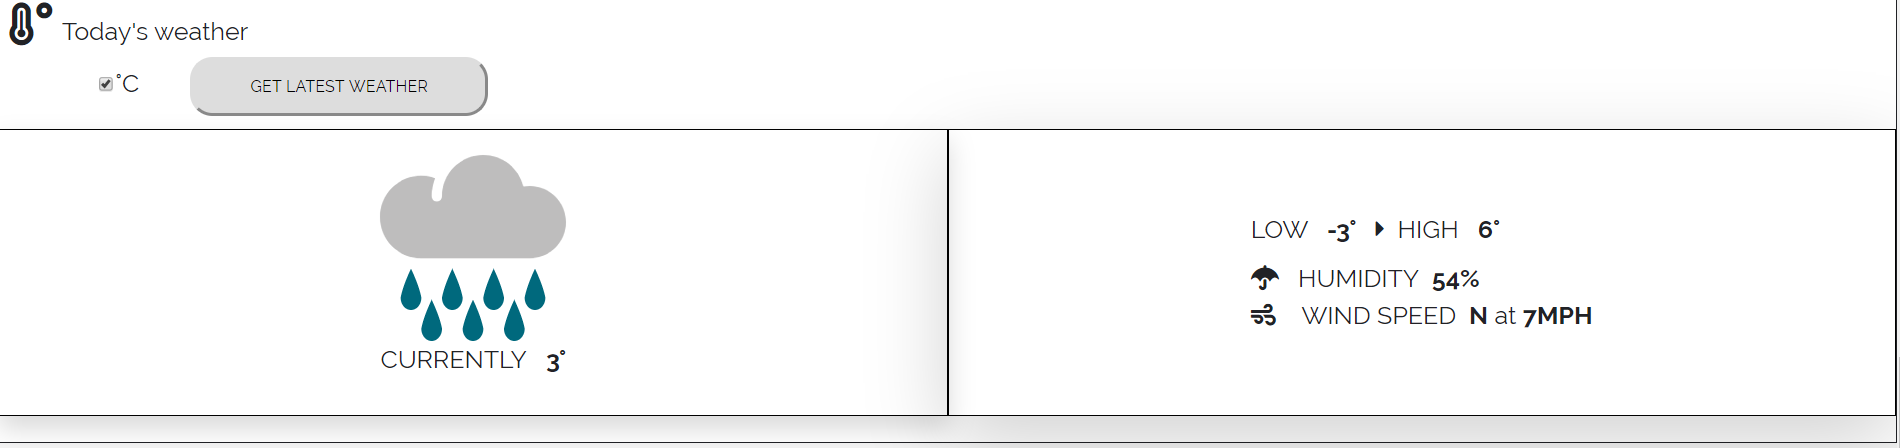 Today's weather
°C
GET LATEST WEATHER
CURRENTLY 3°
LOW -3° HIGH 6°
HUMIDITY 54%
WIND SPEED N at 7MPH